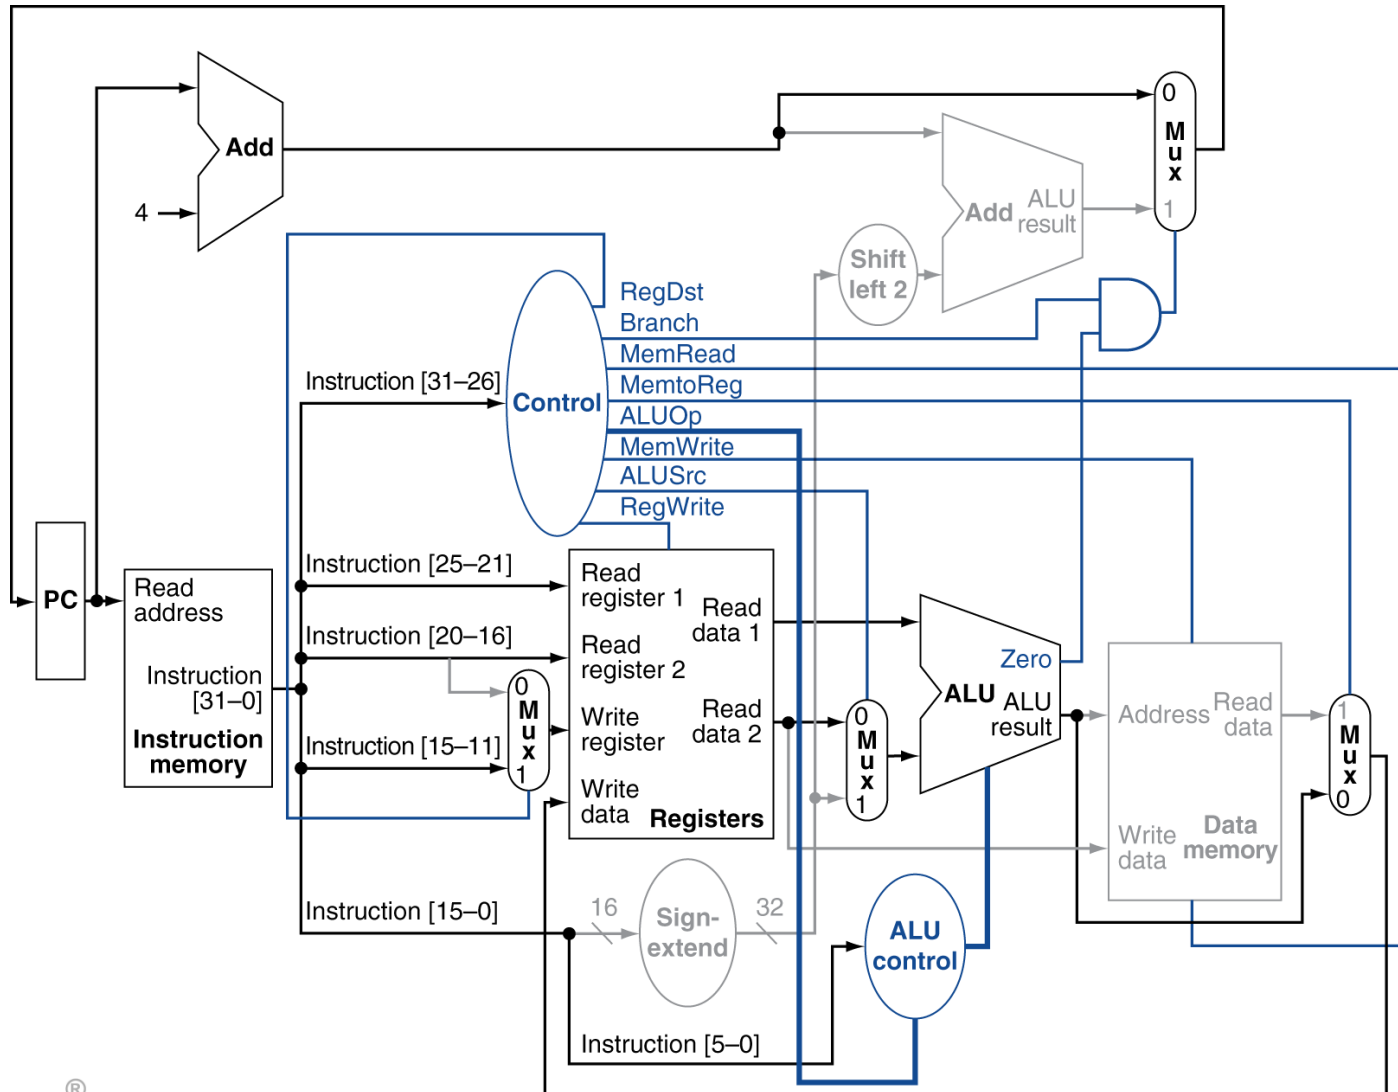 0
M
u
x
1
Add
4
Add
ALU
result
Shift
left 2
RegDst
Branch
MemRead
MemtoReg
ALUOp
MemWrite
ALUSrc
RegWrite
Control
Instruction [31–26]
Instruction [25–21]
Instruction [20–16]
Instruction [15–11]
Instruction [15–0]
PC
Read
address
Instruction
[31–0]
Instruction
memory
0
M
u
x
1
Read
register 1
Read
register 2
Write
register
Write
data
Read
data 1
Read
data 2
Registers
0
M
u
x
1
Zero
ALU
ALU
result
Address
Read
data
Write
data
Data
memory
1
M
u
x
0
16
Sign-
extend
32
ALU
control
Instruction [5–0]
®